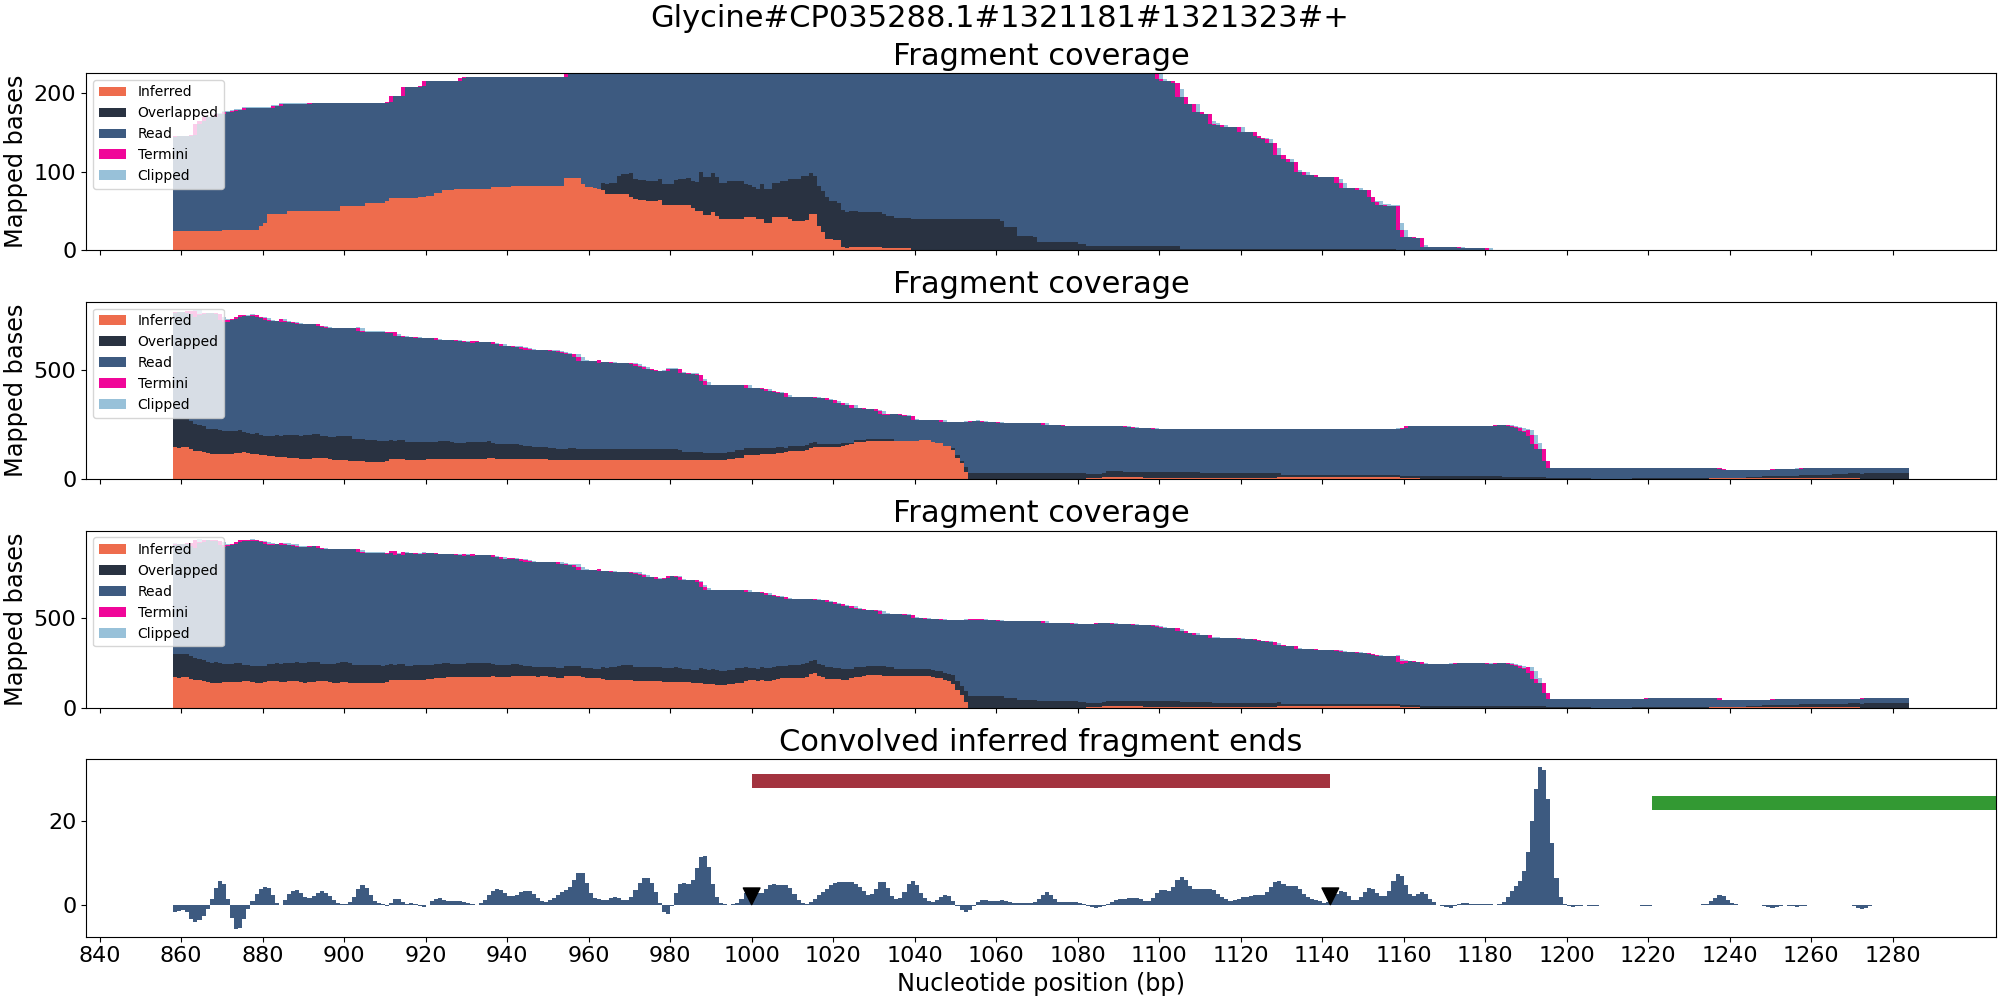 Glycine#CP035288.1#1321181#1321323#+
Fragment coverage
Mapped bases
200
100
0
Inferred
Overlapped
Read
Termini
Clipped
Fragment coverage
Mapped bases
500
0
Inferred
Overlapped
Read
Termini
Clipped
Fragment coverage
Mapped bases
500
0
Inferred
Overlapped
Read
Termini
Clipped
Convolved inferred fragment ends
20
0
840 860 880 900 920 940 960 980 1000 1020 1040 1060 1080 1100 1120 1140 1160 1180 1200 1220 1240 1260 1280
Nucleotide position (bp)